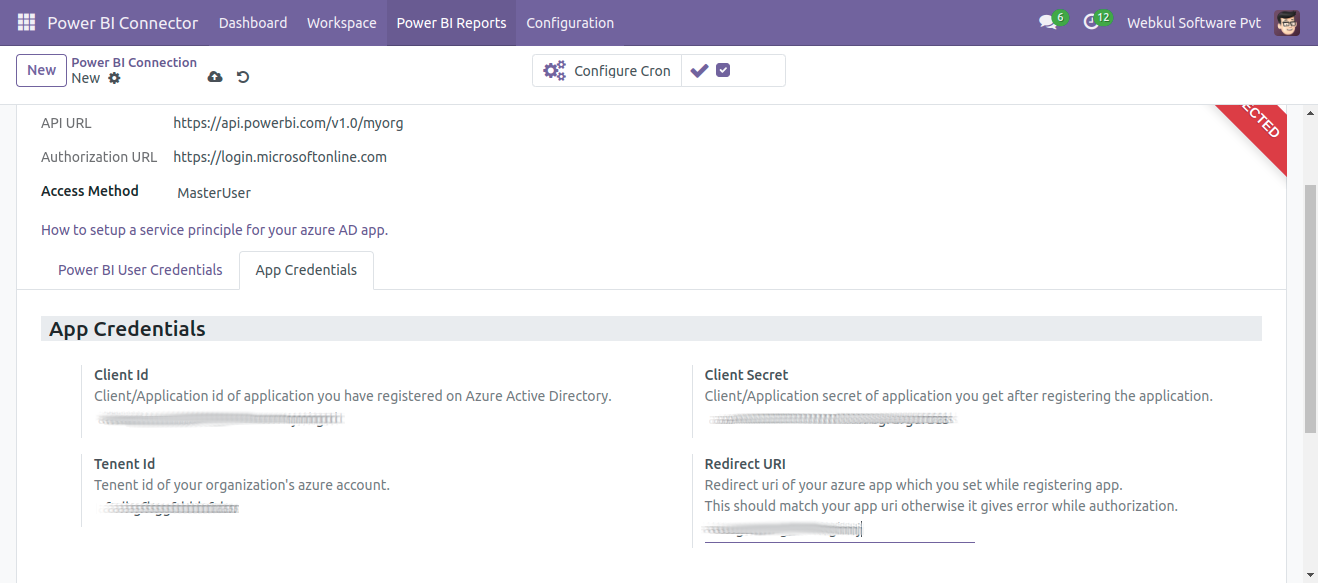 Power BI Connector Dashboard Workspace Power BI Reports Configuration 6 12 Webkul Software Pvt
New Power BI Connection
New Configure Cron
API URL https://api.powerbi.com/v1.0/myorg
Authorization URL https://login.microsoftonline.com
Access Method MasterUser
How to setup a service principle for your azure AD app.
Power BI User Credentials App Credentials
App Credentials
Client Id
Client/Application id of application you have registered on Azure Active Directory.
Client Secret
Client/Application secret of application you get after registering the application.
Tenent Id
Tenent id of your organization's azure account.
Redirect URI
Redirect uri of your azure app which you set while registering app.
This should match your app uri otherwise it gives error while authorization.